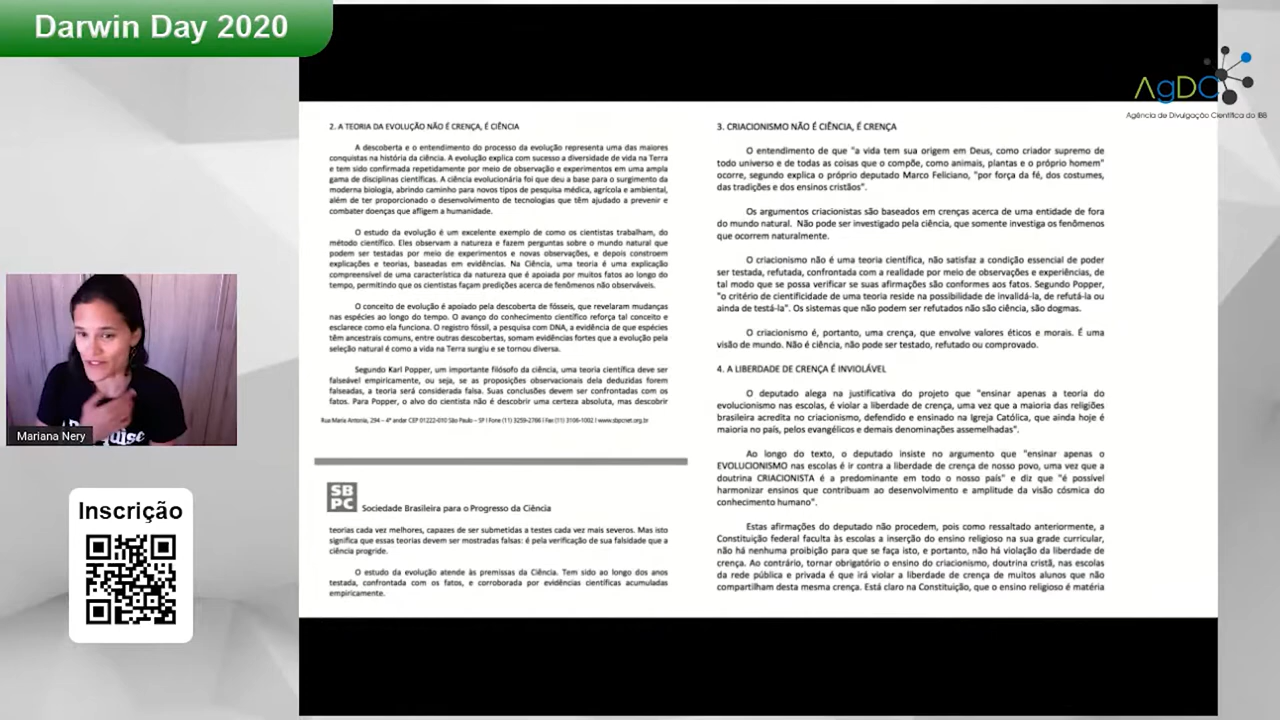 Darwin Day 2020
AgDC
Agência de Divulgação Científica do IBB
2. A TEORIA DA EVOLUÇÃO NÃO É CRENÇA, É CIÊNCIA
A descoberta e o entendimento do processo da evolução representa uma das maiores
conquistas na história da ciência. A evolução explica com sucesso a diversidade de vida na Terra
e tem sido confirmada repetidamente por meio de observação e experimentos em uma ampla
gama de disciplinas científicas. A ciência evolucionária foi que deu a base para o surgimento da
moderna biologia, abrindo caminho para novos tipos de pesquisa médica, agrícola e ambiental,
além de ter proporcionado o desenvolvimento de tecnologias que têm ajudado a prevenir e
combater doenças que afligem a humanidade.
O estudo da evolução é um excelente exemplo de como os cientistas trabalham, do
método científico. Eles observam a natureza e fazem perguntas sobre o mundo natural que
podem ser testadas por meio de experimentos e novas observações, e depois constroem
explicações e teorias, baseadas em evidências. Na Ciência, uma teoria é uma explicação
compreensível de uma característica da natureza que é apoiada por muitos fatos ao longo do
tempo, permitindo que os cientistas façam predições acerca de fenômenos não observáveis.
O conceito de evolução é apoiado pela descoberta de fósseis, que revelaram mudanças
nas espécies ao longo do tempo. O avanço do conhecimento científico reforça tal conceito e
esclarece como ela funciona. O registro fóssil, a pesquisa com DNA, a evidência de que espécies
têm ancestrais comuns, entre outras descobertas, somam evidências fortes que a evolução pela
seleção natural é como a vida na Terra surgiu e se tornou diversa.
Segundo Karl Popper, um importante filósofo da ciência, uma teoria científica deve ser
falseável empiricamente, ou seja, se as proposições observacionais dela deduzidas forem
falseadas, a teoria será considerada falsa. Suas conclusões devem ser confrontadas com os
fatos. Para Popper, o alvo do cientista não é descobrir uma certeza absoluta, mas descobrir
Rua Maria Antonia, 294 – 4º andar CEP 01222-010 São Paulo – SP I Fone (11) 3259-2766 I Fax (11) 3106-1002 I www.sbpcnet.org.br
SB
PC
Sociedade Brasileira para o Progresso da Ciência
teorias cada vez melhores, capazes de ser submetidas a testes cada vez mais severos. Mas isto
significa que essas teorias devem ser mostradas falsas: é pela verificação de sua falsidade que a
ciência progride.
O estudo da evolução atende às premissas da Ciência. Tem sido ao longo dos anos
testada, confrontada com os fatos, e corroborada por evidências científicas acumuladas
empiricamente.
3. CRIACIONISMO NÃO É CIÊNCIA, É CRENÇA
O entendimento de que "a vida tem sua origem em Deus, como criador supremo de
todo universo e de todas as coisas que o compõe, como animais, plantas e o próprio homem"
ocorre, segundo explica o próprio deputado Marco Feliciano, "por força da fé, dos costumes,
das tradições e dos ensinos cristãos".
Os argumentos criacionistas são baseados em crenças acerca de uma entidade de fora
do mundo natural. Não pode ser investigado pela ciência, que somente investiga os fenômenos
que ocorrem naturalmente.
O criacionismo não é uma teoria científica, não satisfaz a condição essencial de poder
ser testada, refutada, confrontada com a realidade por meio de observações e experiências, de
tal modo que se possa verificar se suas afirmações são conformes aos fatos. Segundo Popper,
"o critério de cientificidade de uma teoria reside na possibilidade de invalidá-la, de refutá-la ou
ainda de testá-la". Os sistemas que não podem ser refutados não são ciência, são dogmas.
O criacionismo é, portanto, uma crença, que envolve valores éticos e morais. É uma
visão de mundo. Não é ciência, não pode ser testado, refutado ou comprovado.
4. A LIBERDADE DE CRENÇA É INVIOLÁVEL
O deputado alega na justificativa do projeto que "ensinar apenas a teoria do
evolucionismo nas escolas, é violar a liberdade de crença, uma vez que a maioria das religiões
brasileira acredita no criacionismo, defendido e ensinado na Igreja Católica, que ainda hoje é
maioria no país, pelos evangélicos e demais denominações assemelhadas".
Ao longo do texto, o deputado insiste no argumento que "ensinar apenas o
EVOLUCIONISMO nas escolas é ir contra a liberdade de crença de nosso povo, uma vez que a
doutrina CRIACIONISTA é a predominante em todo o nosso país" e diz que "é possível
harmonizar ensinos que contribuam ao desenvolvimento e amplitude da visão cósmica do
conhecimento humano".
Estas afirmações do deputado não procedem, pois como ressaltado anteriormente, a
Constituição federal faculta às escolas a inserção do ensino religioso na sua grade curricular,
não há nenhuma proibição para que se faça isto, e portanto, não há violação da liberdade de
crença. Ao contrário, tornar obrigatório o ensino do criacionismo, doutrina cristã, nas escolas
da rede pública e privada é que irá violar a liberdade de crença de muitos alunos que não
compartilham desta mesma crença. Está claro na Constituição, que o ensino religioso é matéria
Mariana Nery
Inscrição